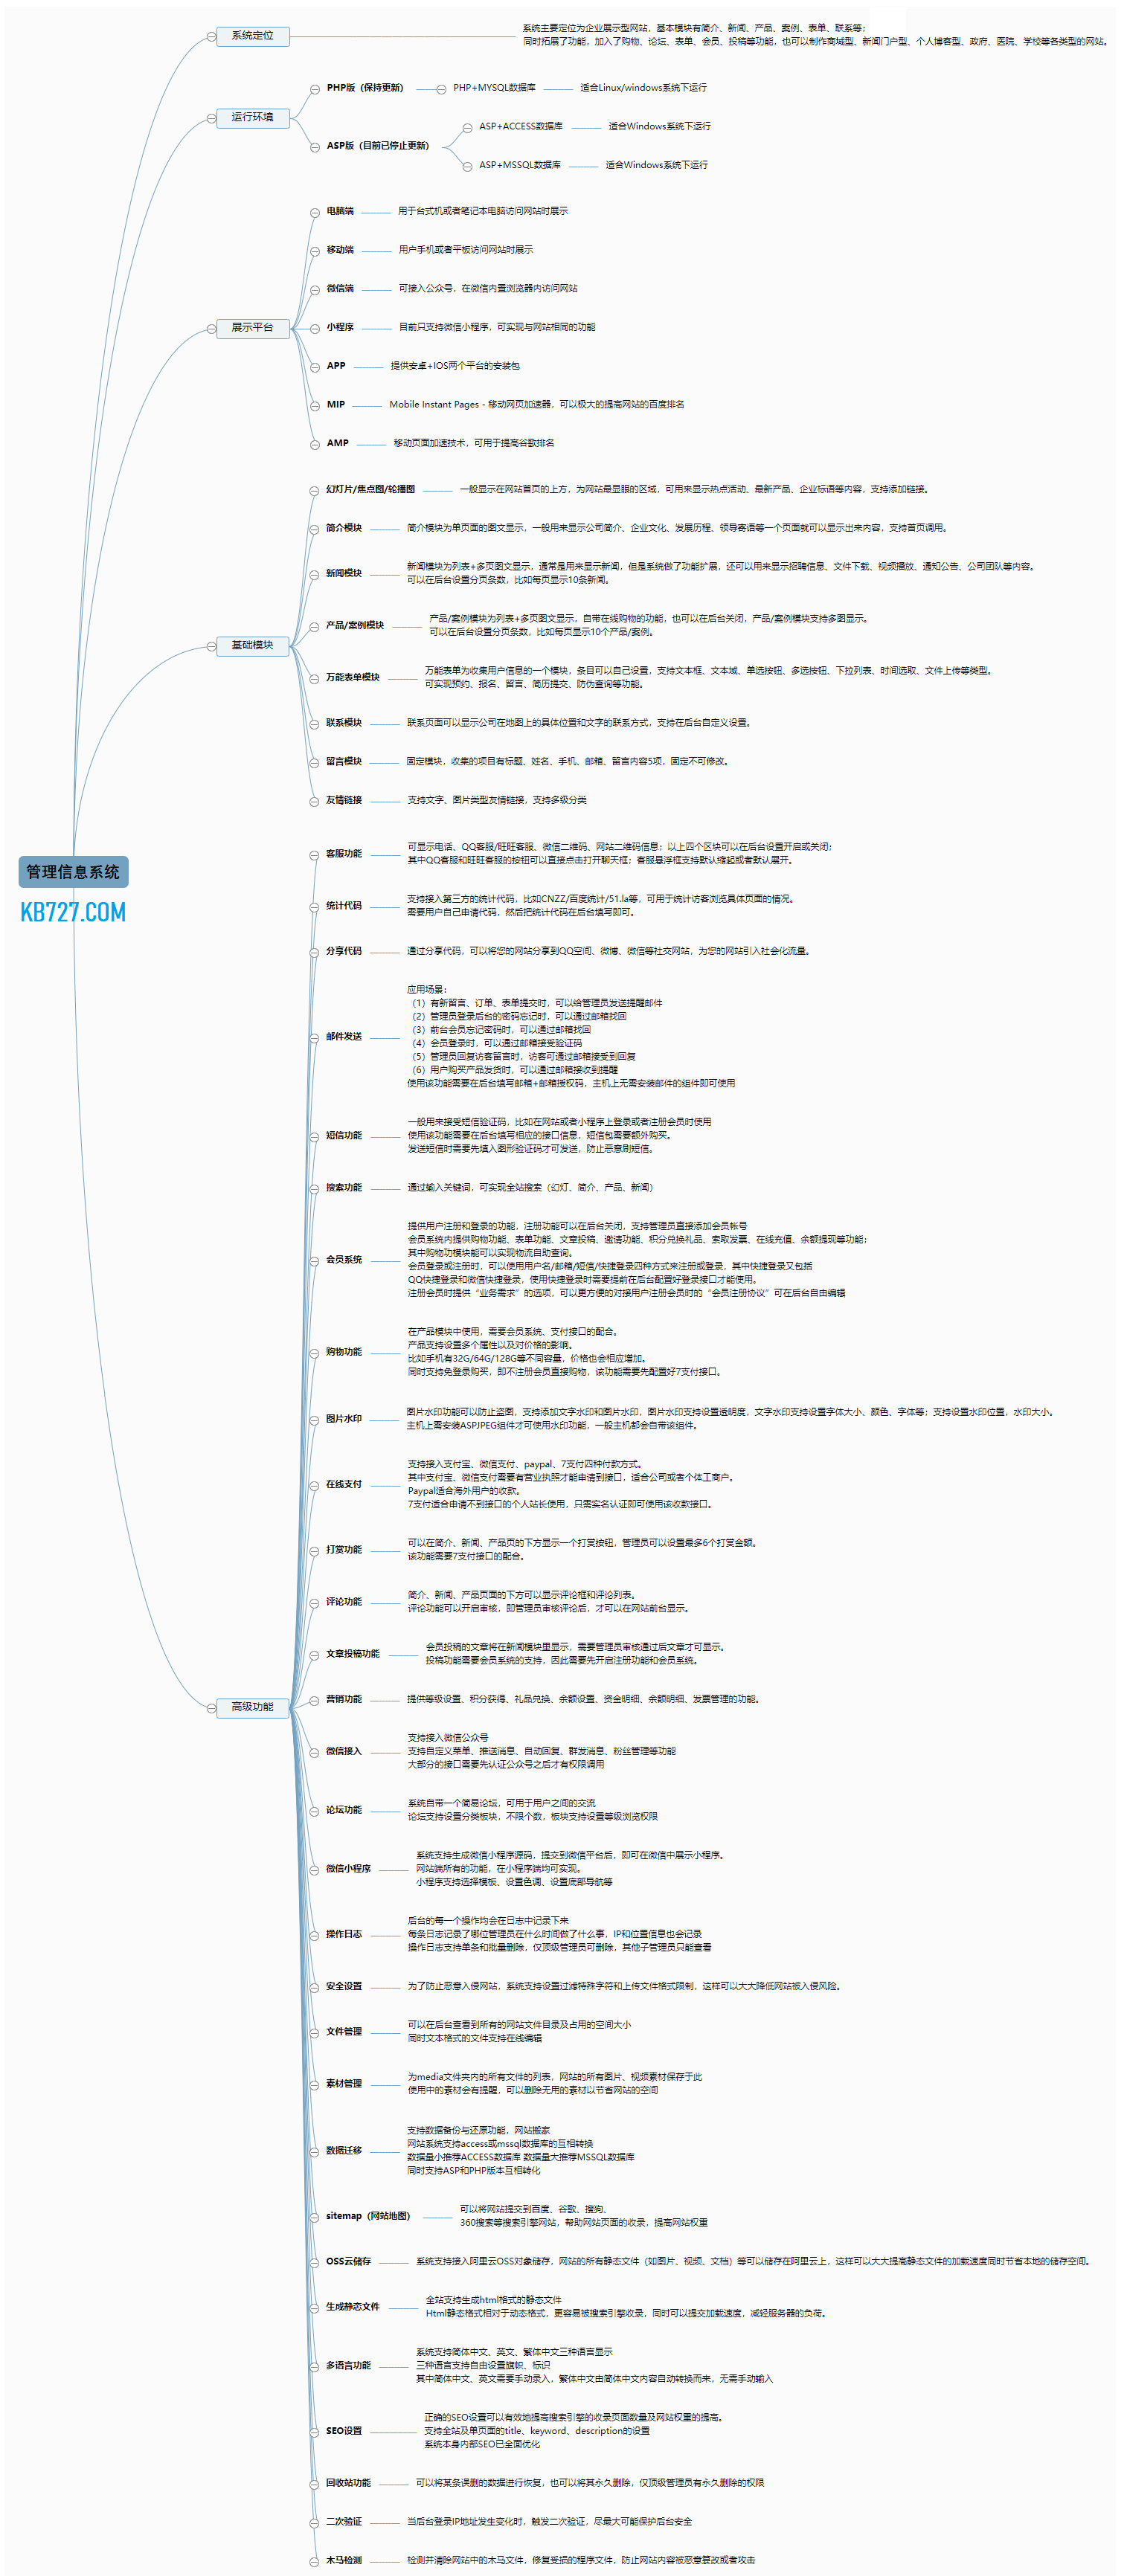 系统定位
系统主要定位为企业展示型网站，基本模块有简介、新闻、产品、案例、表单、联系等；
同时拓展了功能，加入了购物、论坛、表单、会员、投稿等功能，也可以制作商城型、新闻门户型、个人博客型、政府、医院、学校等各类型的网站。
运行环境
PHP版（保持更新）
PHP+MYSQL数据库
适合Linux/windows系统下运行
ASP版（目前已停止更新）
ASP+ACCESS数据库
适合Windows系统下运行
ASP+MSSQL数据库
适合Windows系统下运行
展示平台
电脑端
用于台式机或者笔记本电脑访问网站时展示
移动端
用户手机或者平板访问网站时展示
微信端
可接入公众号，在微信内置浏览器内访问网站
小程序
目前只支持微信小程序，可实现与网站相同的功能
APP
提供安卓+IOS两个平台的安装包
MIP
Mobile Instant Pages - 移动网页加速器，可以极大的提高网站的百度排名
AMP
移动页面加速技术，可用于提高谷歌排名
基础模块
幻灯片/焦点图/轮播图
一般显示在网站首页的上方，为网站最显眼的区域，可用来显示热点活动、最新产品、企业标语等内容，支持添加链接。
简介模块
简介模块为单页面的图文显示，一般用来显示公司简介、企业文化、发展历程、领导寄语等一个页面就可以显示出来内容，支持首页调用。
新闻模块
新闻模块为列表+多页图文显示，通常是用来显示新闻，但是系统做了功能扩展，还可以用来显示招聘信息、文件下载、视频播放、通知公告、公司团队等内容。
可以在后台设置分页条数，比如每页显示10条新闻。
产品/案例模块
产品/案例模块为列表+多页图文显示，自带在线购物的功能，也可以在后台关闭，产品/案例模块支持多图显示。
可以在后台设置分页条数，比如每页显示10个产品/案例。
万能表单模块
万能表单为收集用户信息的一个模块，条目可以自己设置，支持文本框、文本域、单选按钮、多选按钮、下拉列表、时间选取、文件上传等类型。
可实现预约、报名、留言、简历提交、防伪查询等功能。
联系模块
联系页面可以显示公司在地图上的具体位置和文字的联系方式，支持在后台自定义设置。
留言模块
固定模块，收集的项目有标题、姓名、手机、邮箱、留言内容5项，固定不可修改。
友情链接
支持文字、图片类型友情链接，支持多级分类
管理信息系统
KB727.COM
高级功能
客服功能
可显示电话、QQ客服/旺旺客服、微信二维码、网站二维码信息；以上四个区块可以在后台设置开启或关闭；
其中QQ客服和旺旺客服的按钮可以直接点击打开聊天框；客服悬浮框支持默认缩起或者默认展开。
统计代码
支持接入第三方的统计代码，比如CNZZ/百度统计/51.la等，可用于统计访客浏览具体页面的情况。
需要用户自己申请代码，然后把统计代码在后台填写即可。
分享代码
通过分享代码，可以将您的网站分享到QQ空间、微博、微信等社交网站，为您的网站引入社会化流量。
邮件发送
应用场景：
（1）有新留言、订单、表单提交时，可以给管理员发送提醒邮件
（2）管理员登录后台的密码忘记时，可以通过邮箱找回
（3）前台会员忘记密码时，可以通过邮箱找回
（4）会员登录时，可以通过邮箱接受验证码
（5）管理员回复访客留言时，访客可通过邮箱接受到回复
（6）用户购买产品发货时，可以通过邮箱接收到提醒
使用该功能需要在后台填写邮箱+邮箱授权码，主机上无需安装邮件的组件即可使用
短信功能
一般用来接受短信验证码，比如在网站或者小程序上登录或者注册会员时使用
使用该功能需要在后台填写相应的接口信息，短信包需要额外购买。
发送短信时需要先填入图形验证码才可发送，防止恶意刷短信。
搜索功能
通过输入关键词，可实现全站搜索（幻灯、简介、产品、新闻）
会员系统
提供用户注册和登录的功能，注册功能可以在后台关闭，支持管理员直接添加会员帐号
会员系统内提供购物功能、表单功能、文章投稿、邀请功能、积分兑换礼品、索取发票、在线充值、余额提现等功能；
其中购物功模块能可以实现物流自助查询。
会员登录或注册时，可以使用用户名/邮箱/短信/快捷登录四种方式来注册或登录，其中快捷登录又包括
QQ快捷登录和微信快捷登录，使用快捷登录时需要提前在后台配置好登录接口才能使用。
注册会员时提供“业务需求”的选项，可以更方便的对接用户注册会员时的“会员注册协议”可在后台自由编辑
购物功能
在产品模块中使用，需要会员系统、支付接口的配合。
产品支持设置多个属性以及对价格的影响。
比如手机有32G/64G/128G等不同容量，价格也会相应增加。
同时支持免登录购买，即不注册会员直接购物，该功能需要先配置好7支付接口。
图片水印
图片水印功能可以防止盗图，支持添加文字水印和图片水印，图片水印支持设置透明度，文字水印支持设置字体大小、颜色、字体等；支持设置水印位置，水印大小。
主机上需安装ASPJPEG组件才可使用水印功能，一般主机都会自带该组件。
在线支付
支持接入支付宝、微信支付、paypal、7支付四种付款方式。
其中支付宝、微信支付需要有营业执照才能申请到接口，适合公司或者个体工商户。
Paypal适合海外用户的收款。
7支付适合申请不到接口的个人站长使用，只需实名认证即可使用该收款接口。
打赏功能
可以在简介、新闻、产品页的下方显示一个打赏按钮，管理员可以设置最多6个打赏金额。
该功能需要7支付接口的配合。
评论功能
简介、新闻、产品页面的下方可以显示评论框和评论列表。
评论功能可以开启审核，即管理员审核评论后，才可以在网站前台显示。
文章投稿功能
会员投稿的文章将在新闻模块里显示，需要管理员审核通过后文章才可显示。
投稿功能需要会员系统的支持，因此需要先开启注册功能和会员系统。
营销功能
提供等级设置、积分获得、礼品兑换、余额设置、资金明细、余额明细、发票管理的功能。
微信接入
支持接入微信公众号
支持自定义菜单、推送消息、自动回复、群发消息、粉丝管理等功能
大部分的接口需要先认证公众号之后才有权限调用
论坛功能
系统自带一个简易论坛，可用于用户之间的交流
论坛支持设置分类板块，不限个数，板块支持设置等级浏览权限
微信小程序
系统支持生成微信小程序源码，提交到微信平台后，即可在微信中展示小程序。
网站端所有的功能，在小程序端均可实现。
小程序支持选择模板、设置色调、设置底部导航等
操作日志
后台的每一个操作均会在日志中记录下来
每条日志记录了哪位管理员在什么时间做了什么事，IP和位置信息也会记录
操作日志支持单条和批量删除，仅顶级管理员可删除，其他子管理员只能查看
安全设置
为了防止恶意入侵网站，系统支持设置过滤特殊字符和上传文件格式限制，这样可以大大降低网站被入侵风险。
文件管理
可以在后台查看到所有的网站文件目录及占用的空间大小
同时文本格式的文件支持在线编辑
素材管理
为media文件夹内的所有文件的列表，网站的所有图片、视频素材保存于此
使用中的素材会有提醒，可以删除无用的素材以节省网站的空间
数据迁移
支持数据备份与还原功能，网站搬家
网站系统支持access或mssql数据库的互相转换
数据量小推荐ACCESS数据库 数据量大推荐MSSQL数据库
同时支持ASP和PHP版本互相转化
sitemap（网站地图）
可以将网站提交到百度、谷歌、搜狗、
360搜索等搜索引擎网站，帮助网站页面的收录，提高网站权重
OSS云储存
系统支持接入阿里云OSS对象储存，网站的所有静态文件（如图片、视频、文档）等可以储存在阿里云上，这样可以大大提高静态文件的加载速度同时节省本地的储存空间。
生成静态文件
全站支持生成html格式的静态文件
Html静态格式相对于动态格式，更容易被搜索引擎收录，同时可以提交加载速度，减轻服务器的负荷。
多语言功能
系统支持简体中文、英文、繁体中文三种语言显示
三种语言支持自由设置旗帜、标识
其中简体中文、英文需要手动录入，繁体中文由简体中文内容自动转换而来，无需手动输入
SEO设置
正确的SEO设置可以有效地提高搜索引擎的收录页面数量及网站权重的提高。
支持全站及单页面的title、keyword、description的设置
系统本身内部SEO已全面优化
回收站功能
可以将某条误删的数据进行恢复，也可以将其永久删除，仅顶级管理员有永久删除的权限
二次验证
当后台登录IP地址发生变化时，触发二次验证，尽最大可能保护后台安全
木马检测
检测并清除网站中的木马文件，修复受损的程序文件，防止网站内容被恶意篡改或者攻击